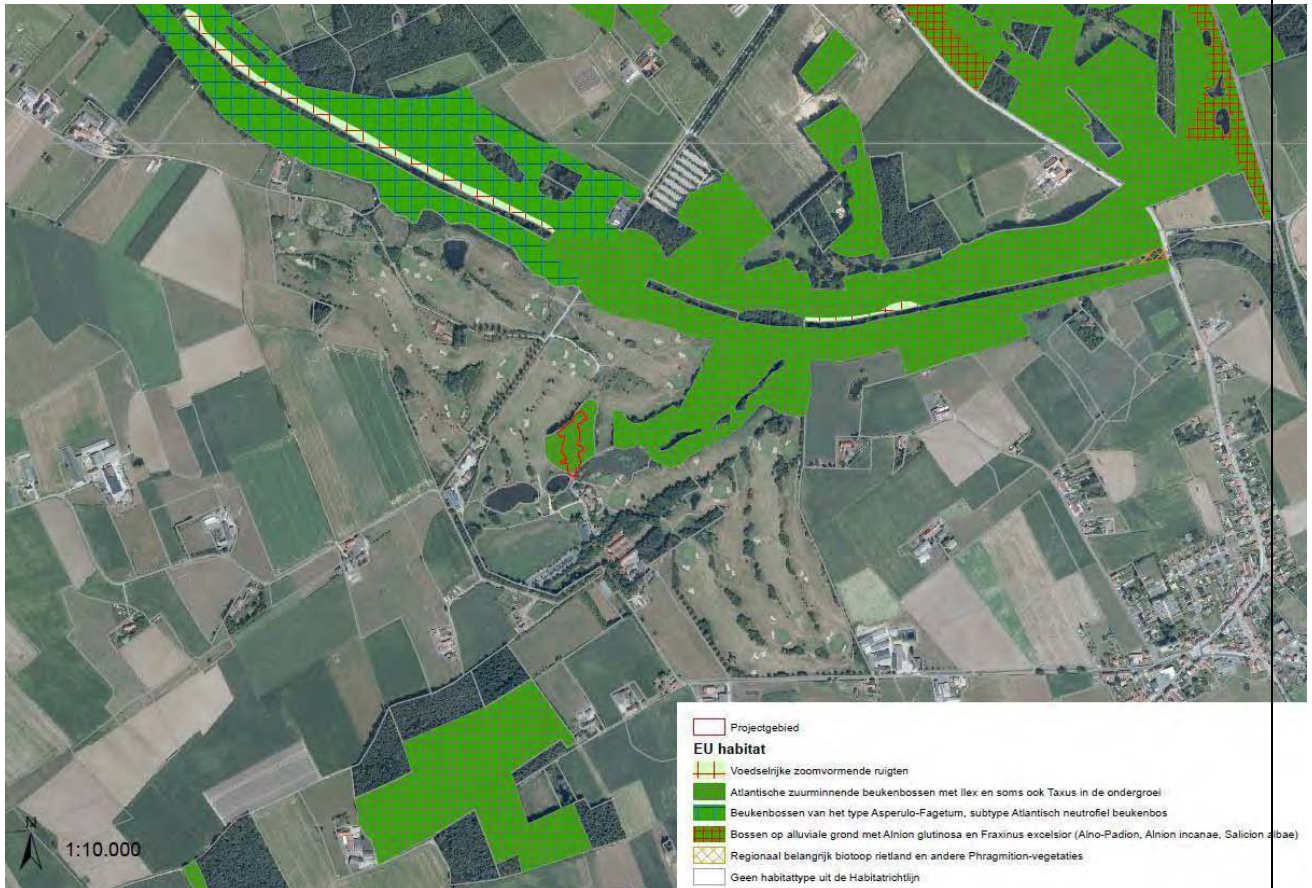 Projectgebied
EU habitat
Voedselrijke zoomvormende ruigten
Atlantische zuurminnende beukenbossen met Ilex en soms ook Taxus in de ondergroei
Beukenbossen van het type Asperulo-Fagetum, subtype Atlantisch neutrofiel beukenbos
Bossen op alluviale grond met Alnion glutinosa en Fraxinus excelsior (Alno-Padion, Alnion incanae, Salicion albae)
Regionaal belangrijk biotoop rietland en andere Phragmition-vegetaties
Geen habitattype uit de Habitatrichtlijn
N
1:10.000